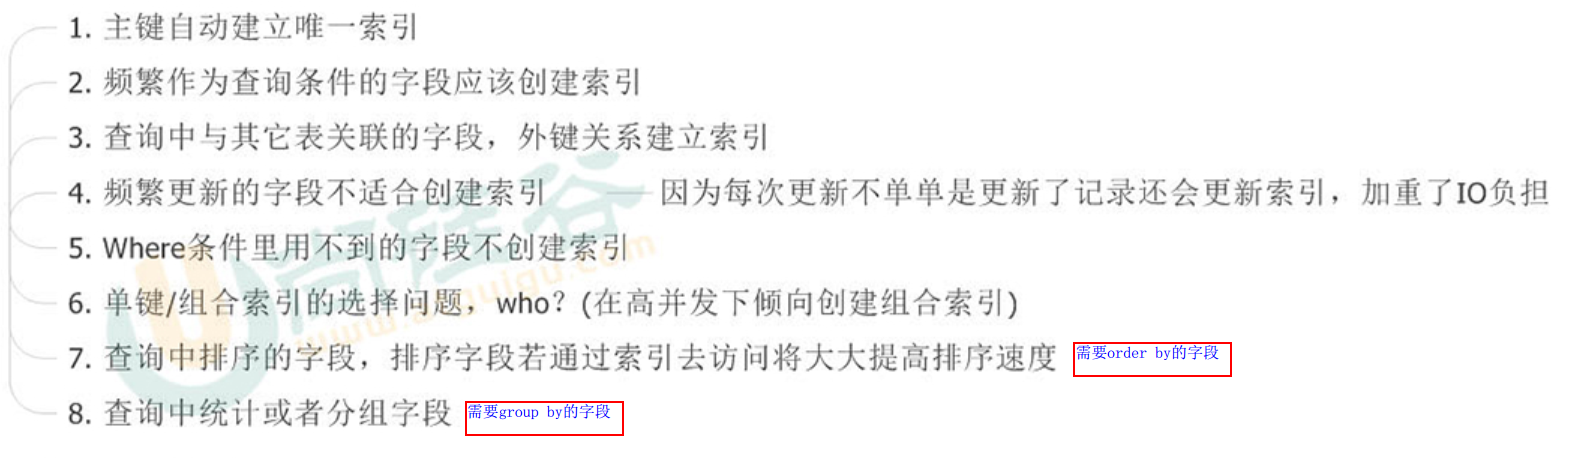 1. 主键自动建立唯一索引
2. 频繁作为查询条件的字段应该创建索引
3. 查询中与其它表关联的字段，外键关系建立索引
4. 频繁更新的字段不适合创建索引 因为每次更新不单单是更新了记录还会更新索引，加重了IO负担
5. Where条件里用不到的字段不创建索引
6. 单键/组合索引的选择问题，who？(在高并发下倾向创建组合索引)
7. 查询中排序的字段，排序字段若通过索引去访问将大大提高排序速度 需要order by的字段
8. 查询中统计或者分组字段 需要group by的字段
尚硅谷
www.atguigu.com